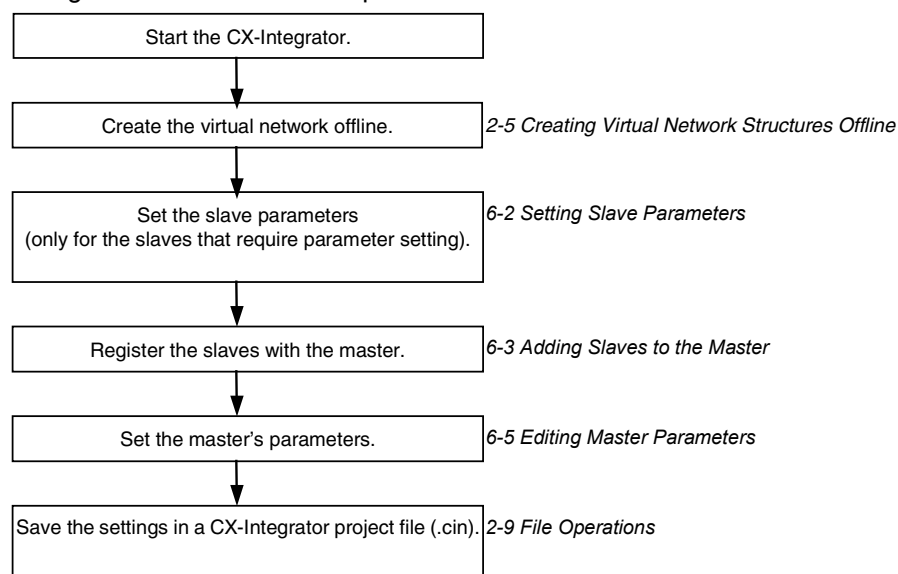 Start the CX-Integrator.
Create the virtual network offline.
2-5 Creating Virtual Network Structures Offline
Set the slave parameters
(only for the slaves that require parameter setting).
6-2 Setting Slave Parameters
Register the slaves with the master.
6-3 Adding Slaves to the Master
Set the master's parameters.
6-5 Editing Master Parameters
Save the settings in a CX-Integrator project file (.cin).
2-9 File Operations